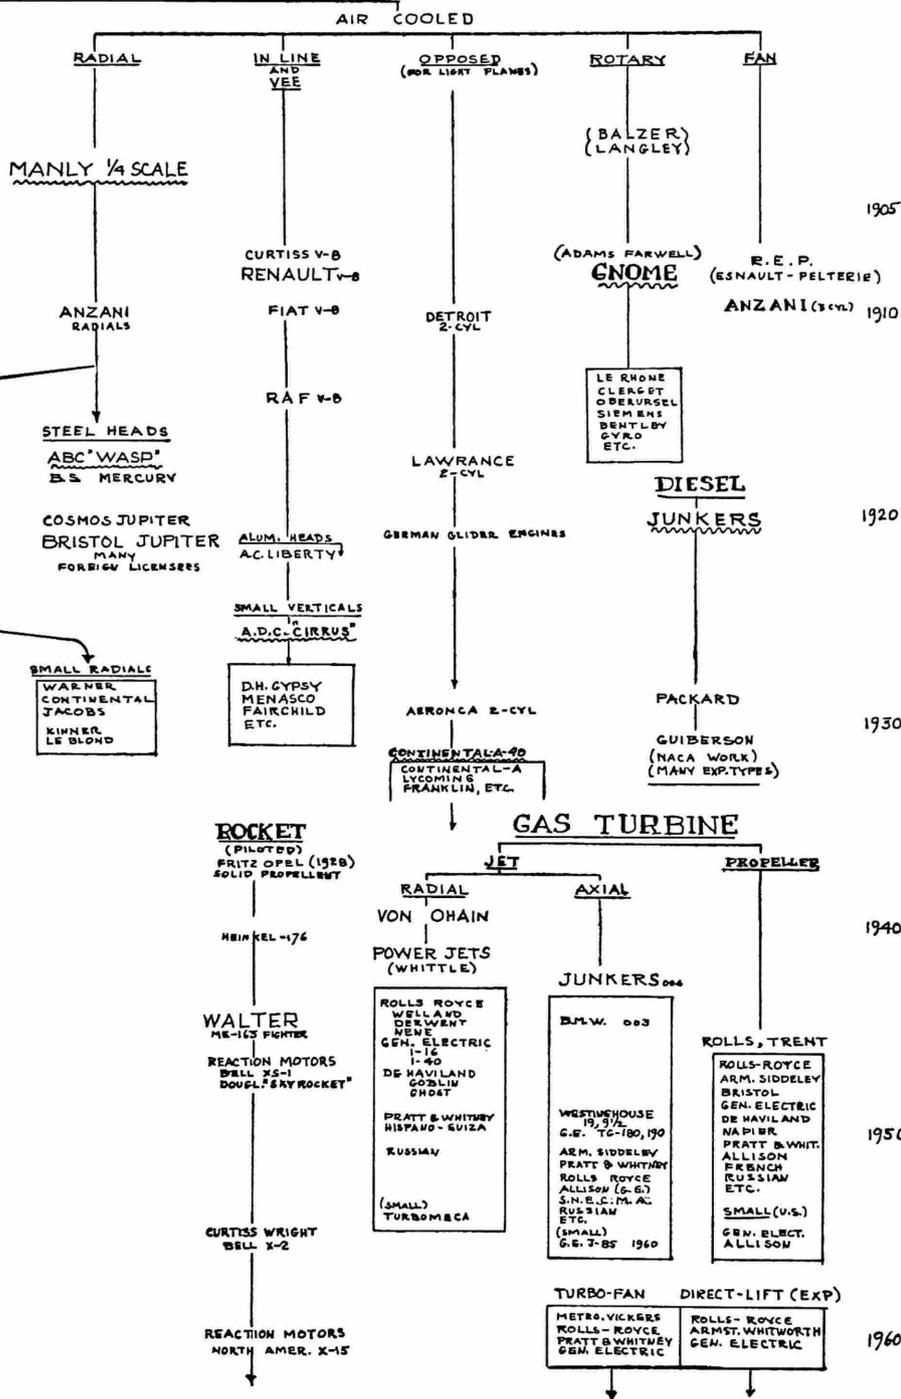 AIR COOLED
RADIAL
IN LINE
AND
VEE
OPPOSED
(FOR LIGHT PLANES)
ROTARY
FAN
(BALZER)
(LANGLEY)
MANLY 1/4 SCALE
1905
CURTISS V-8
RENAULT V-8
(ADAMS FARWELL)
GNOME
R.E.P.
(ESNAULT-PELTERIE)
ANZANI (3 CYL)
1910
ANZANI
RADIALS
FIAT V-8
DETROIT
2-CYL
LE RHONE
CLERGET
OBERURSEL
SIEMENS
BENTLEY
GYRO
ETC.
RAF V-8
STEEL HEADS
ABC "WASP"
B.S. MERCURY
LAWRANCE
2-CYL
DIESEL
JUNKERS
1920
COSMOS JUPITER
BRISTOL JUPITER
MANY
FOREIGN LICENSEES
ALUM. HEADS
A.C. LIBERTY
GERMAN GLIDER ENGINES
SMALL VERTICALS
A.D.C. "CIRRUS"
SMALL RADIALS
WARNER
CONTINENTAL
JACOBS
KINNER
LE BLOND
D.H. GYPSY
MENASCO
FAIRCHILD
ETC.
AERONCA 2-CYL
PACKARD
1930
GUIBERSON
(NACA WORK)
(MANY EXP. TYPES)
CONTINENTAL-A-40
CONTINENTAL-A
LYCOMING
FRANKLIN, ETC.
ROCKET
(PILOTED)
FRITZ OPEL (1928)
SOLID PROPELLENT
GAS TURBINE
JET
PROPELLER
RADIAL
AXIAL
VON OHAIN
1940
HEINKEL-176
POWER JETS
(WHITTLE)
JUNKERS 004
ROLLS ROYCE
WELLAND
DERWENT
NENE
GEN. ELECTRIC
I-16
I-40
DE HAVILAND
GOBLIN
GHOST
PRATT & WHITNEY
HISPANO-SUIZA
RUSSIAN
(SMALL)
TURBOMECA
B.M.W. 003
WESTINGHOUSE
19, 9 1/2
G.E. TG-180, 190
ARM. SIDDELEY
PRATT & WHITNEY
ROLLS ROYCE
ALLISON (G.E.)
S.N.E.C.M.A.
RUSSIAN
ETC.
(SMALL)
G.E. J-85 1960
ROLLS, TRENT
ROLLS-ROYCE
ARM. SIDDELEY
BRISTOL
GEN. ELECTRIC
DE HAVILAND
NAPIER
PRATT & WHIT.
ALLISON
FRENCH
RUSSIAN
ETC.
SMALL (U.S.)
GEN. ELECT.
ALLISON
1950
WALTER
ME-163 FIGHTER
REACTION MOTORS
BELL XS-1
DOUGL. "SKYROCKET"
CURTISS WRIGHT
BELL X-2
REACTION MOTORS
NORTH AMER. X-15
TURBO-FAN
DIRECT-LIFT (EXP)
METRO. VICKERS
ROLLS-ROYCE
PRATT & WHITNEY
GEN. ELECTRIC
ROLLS-ROYCE
ARMST. WHITWORTH
GEN. ELECTRIC
1960